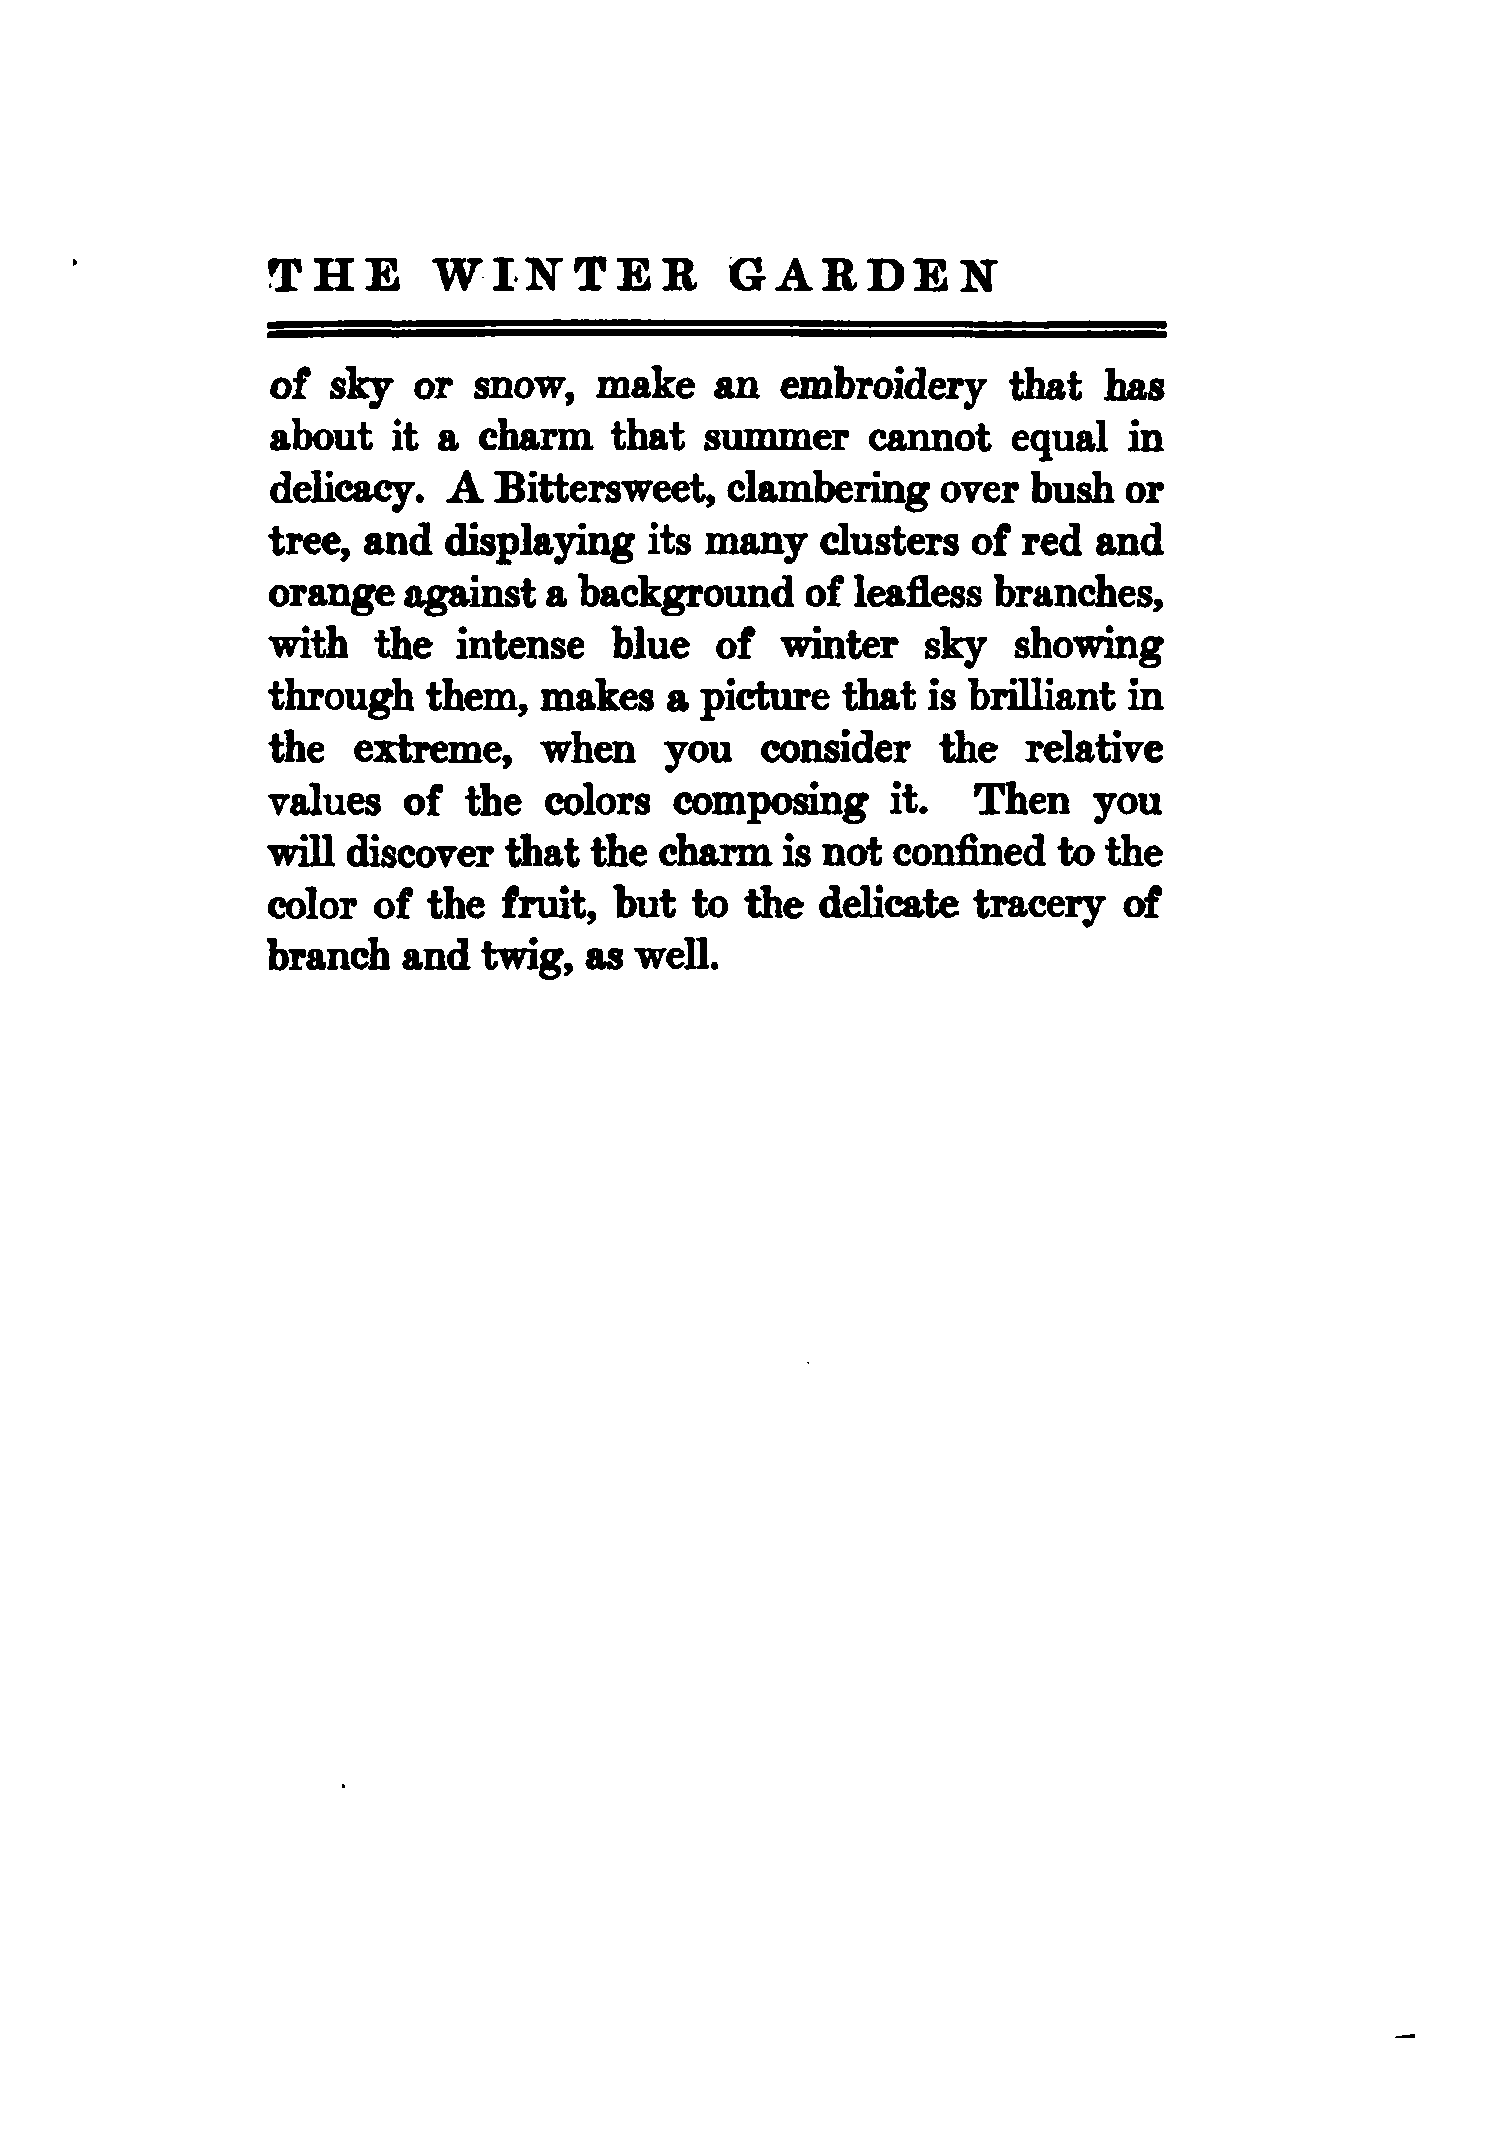 THE WINTER GARDEN
of sky or snow, make an embroidery that has
about it a charm that summer cannot equal in
delicacy. A Bittersweet, clambering over bush or
tree, and displaying its many clusters of red and
orange against a background of leafless branches,
with the intense blue of winter sky showing
through them, makes a picture that is brilliant in
the extreme, when you consider the relative
values of the colors composing it. Then you
will discover that the charm is not confined to the
color of the fruit, but to the delicate tracery of
branch and twig, as well.